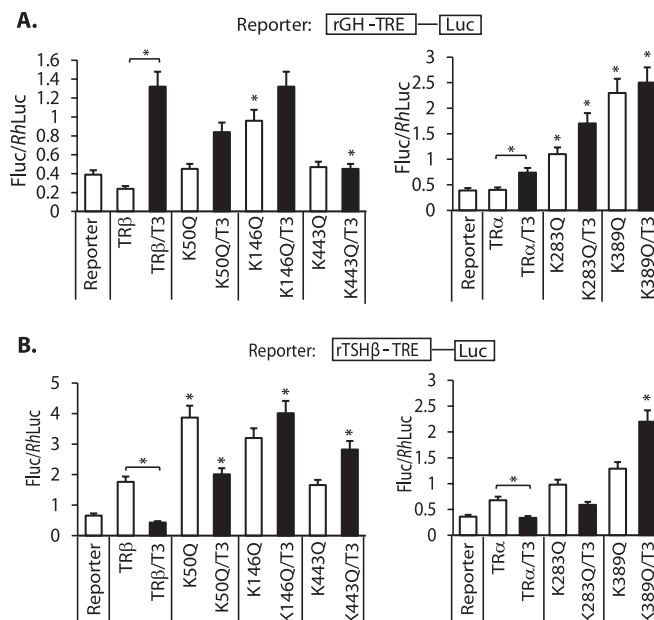 A.
Reporter: rGH-TRE Luc
Fluc/RhLuc
1.6
1.4
1.2
1
0.8
0.6
0.4
0.2
*
*
*
Reporter
TRβ
TRβ/T3
K50Q
K50Q/T3
K146Q
K146Q/T3
K443Q
K443Q/T3
Fluc/RhLuc
3
2.5
2
1.5
1
0.5
0
*
*
*
*
*
Reporter
TRα
TRα/T3
K283Q
K283Q/T3
K389Q
K389Q/T3
B.
Reporter: rTSHβ-TRE Luc
Fluc/RhLuc
5
4
3
2
1
0
*
*
*
*
*
Reporter
TRβ
TRβ/T3
K50Q
K50Q/T3
K146Q
K146Q/T3
K443Q
K443Q/T3
Fluc/RhLuc
3
2.5
2
1.5
1
0.5
0
*
*
Reporter
TRα
TRα/T3
K283Q
K283Q/T3
K389Q
K389Q/T3